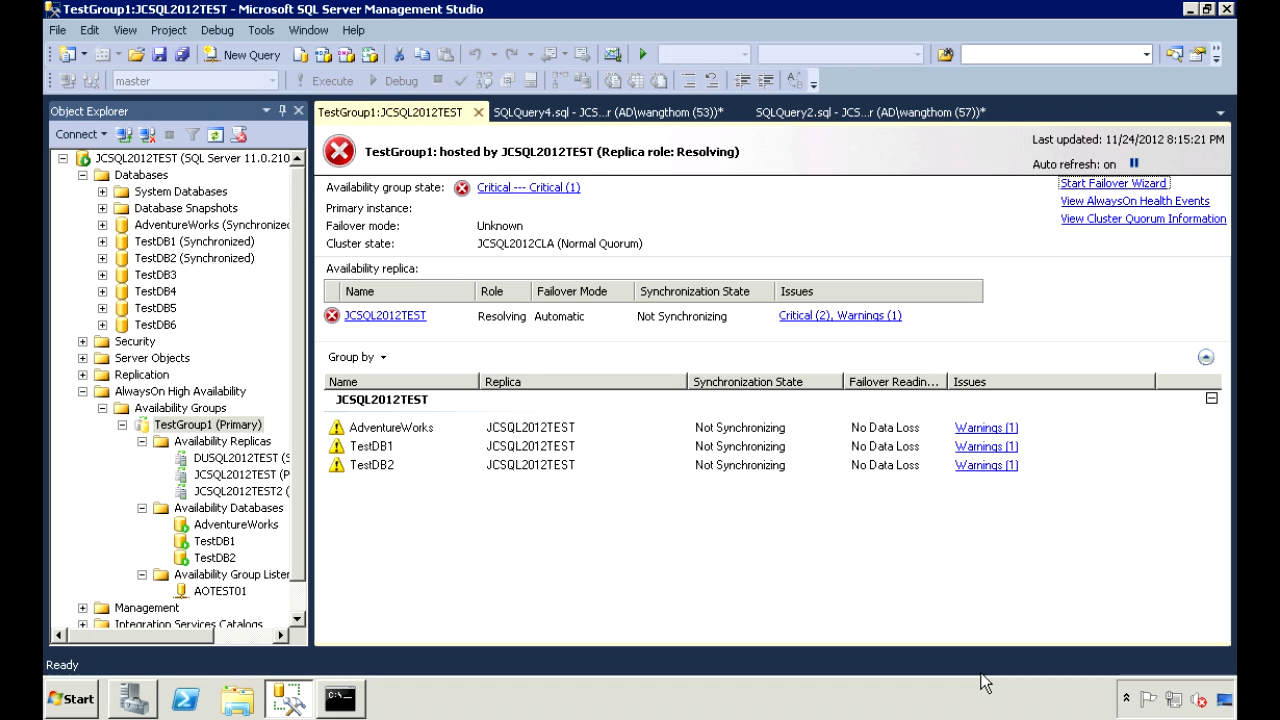 TestGroup1:JCSQL2012TEST - Microsoft SQL Server Management Studio
File Edit View Project Debug Tools Window Help
New Query
master Execute Debug
Object Explorer
Connect
JCSQL2012TEST (SQL Server 11.0.210
Databases
System Databases
Database Snapshots
AdventureWorks (Synchronized
TestDB1 (Synchronized)
TestDB2 (Synchronized)
TestDB3
TestDB4
TestDB5
TestDB6
Security
Server Objects
Replication
AlwaysOn High Availability
Availability Groups
TestGroup1 (Primary)
Availability Replicas
DUSQL2012TEST (S
JCSQL2012TEST (P
JCSQL2012TEST2 (
Availability Databases
AdventureWorks
TestDB1
TestDB2
Availability Group Listen
AOTEST01
Management
Integration Services Catalogs
TestGroup1:JCSQL2012TEST SQLQuery4.sql - JCS...r (AD\wangthom (53))* SQLQuery2.sql - JCS...r (AD\wangthom (57))*
TestGroup1: hosted by JCSQL2012TEST (Replica role: Resolving)
Last updated: 11/24/2012 8:15:21 PM
Auto refresh: on
Availability group state: Critical --- Critical (1)
Primary instance:
Failover mode: Unknown
Cluster state: JCSQL2012CLA (Normal Quorum)
Start Failover Wizard
View AlwaysOn Health Events
View Cluster Quorum Information
Availability replica:
Name Role Failover Mode Synchronization State Issues
JCSQL2012TEST Resolving Automatic Not Synchronizing Critical (2), Warnings (1)
Group by
Name Replica Synchronization State Failover Readin... Issues
JCSQL2012TEST
AdventureWorks JCSQL2012TEST Not Synchronizing No Data Loss Warnings (1)
TestDB1 JCSQL2012TEST Not Synchronizing No Data Loss Warnings (1)
TestDB2 JCSQL2012TEST Not Synchronizing No Data Loss Warnings (1)
Ready
Start